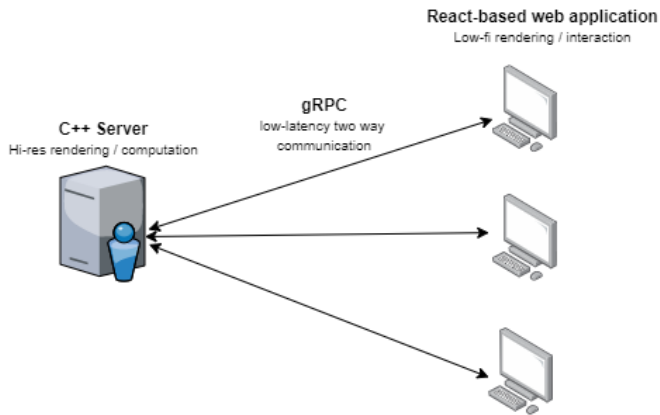 React-based web application
Low-fi rendering / interaction
gRPC
low-latency two way
communication
C++ Server
Hi-res rendering / computation